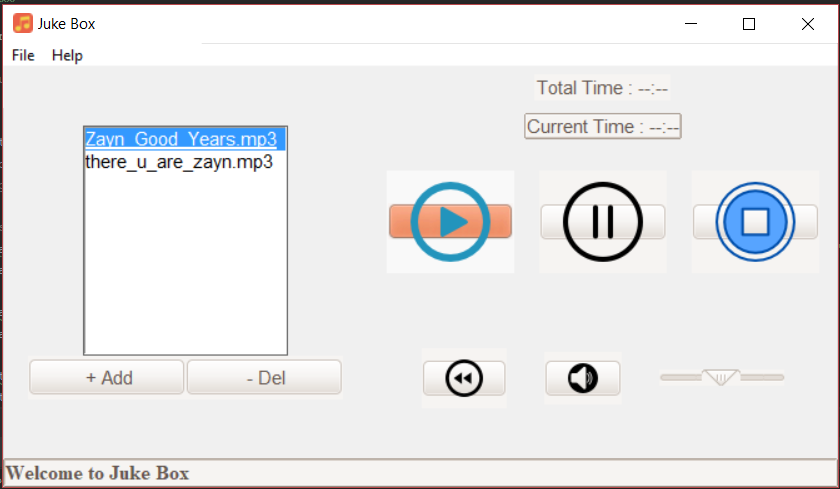 Juke Box
File Help
Total Time : --:--
Current Time : --:--
Zayn_Good_Years.mp3
there_u_are_zayn.mp3
+ Add
- Del
Welcome to Juke Box